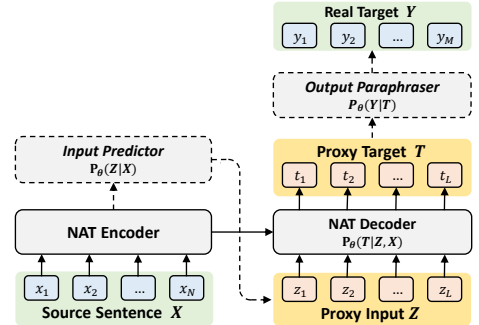 Real Target Y
y1 y2 ... yM
Output Paraphraser
Pθ(Y|T)
Proxy Target T
t1 t2 ... tL
Input Predictor
Pθ(Z|X)
NAT Encoder
NAT Decoder
Pθ(T|Z, X)
x1 x2 ... xN
Source Sentence X
z1 z2 ... zL
Proxy Input Z